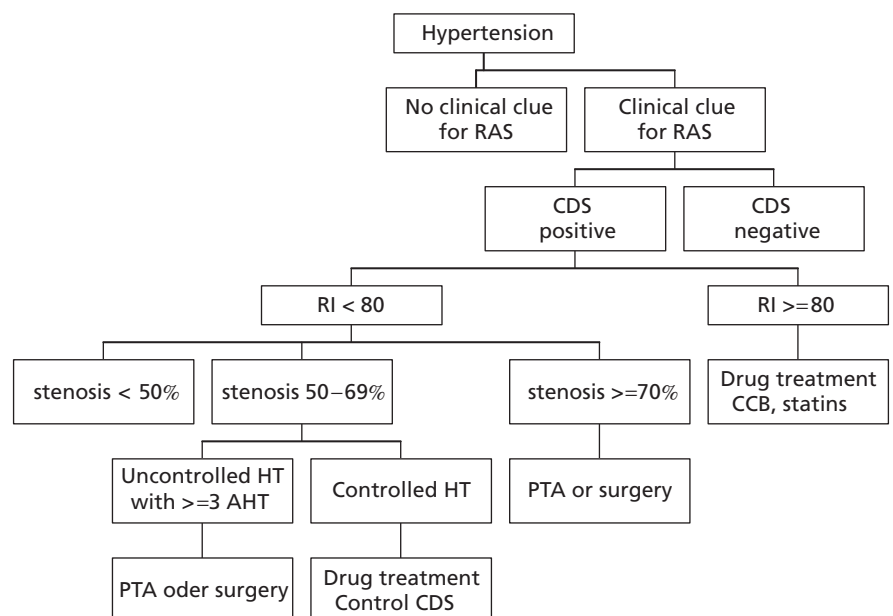 Hypertension
No clinical clue
for RAS
Clinical clue
for RAS
CDS
positive
CDS
negative
RI < 80
RI >=80
stenosis < 50%
stenosis 50–69%
stenosis >=70%
Drug treatment
CCB, statins
Uncontrolled HT
with >=3 AHT
Controlled HT
PTA or surgery
PTA oder surgery
Drug treatment
Control CDS